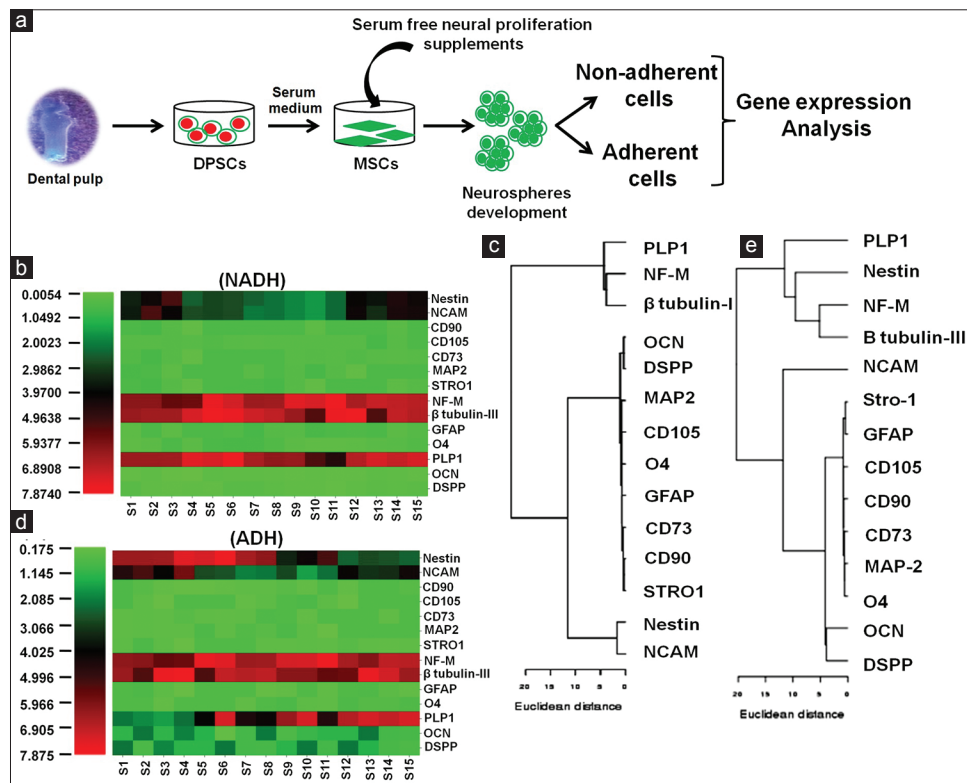 a
Serum free neural proliferation
supplements
Serum
medium
Dental pulp
DPSCs
MSCs
Neurospheres
development
Non-adherent
cells
Adherent
cells
Gene expression
Analysis
b
(NADH)
0.0054
1.0492
2.0023
2.9862
3.9700
4.9638
5.9377
6.8908
7.8740
Nestin
NCAM
CD90
CD105
CD73
MAP2
STRO1
NF-M
β tubulin-III
GFAP
O4
PLP1
OCN
DSPP
S1 S2 S3 S4 S5 S6 S7 S8 S9 S10 S11 S12 S13 S14 S15
d
(ADH)
0.175
1.145
2.085
3.066
4.025
4.996
5.966
6.905
7.875
Nestin
NCAM
CD90
CD105
CD73
MAP2
STRO1
NF-M
β tubulin-III
GFAP
O4
PLP1
OCN
DSPP
S1 S2 S3 S4 S5 S6 S7 S8 S9 S10 S11 S12 S13 S14 S15
c
PLP1
NF-M
β tubulin-I
OCN
DSPP
MAP2
CD105
O4
GFAP
CD73
CD90
STRO1
Nestin
NCAM
20 15 10 5 0
Euclidean distance
e
PLP1
Nestin
NF-M
B tubulin-III
NCAM
Stro-1
GFAP
CD105
CD90
CD73
MAP-2
O4
OCN
DSPP
20 15 10 5 0
Euclidean distance